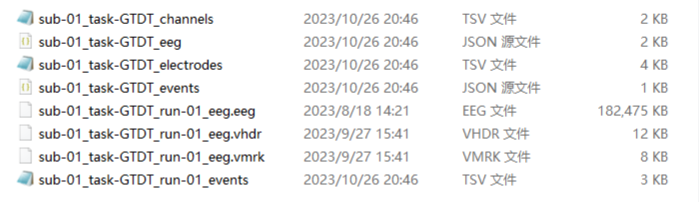 sub-01_task-GTDT_channels 2023/10/26 20:46 TSV 文件 2 KB
sub-01_task-GTDT_eeg 2023/10/26 20:46 JSON 源文件 2 KB
sub-01_task-GTDT_electrodes 2023/10/26 20:46 TSV 文件 4 KB
sub-01_task-GTDT_events 2023/10/26 20:46 JSON 源文件 1 KB
sub-01_task-GTDT_run-01_eeg.eeg 2023/8/18 14:21 EEG 文件 182,475 KB
sub-01_task-GTDT_run-01_eeg.vhdr 2023/9/27 15:41 VHDR 文件 12 KB
sub-01_task-GTDT_run-01_eeg.vmrk 2023/9/27 15:41 VMRK 文件 8 KB
sub-01_task-GTDT_run-01_events 2023/10/26 20:46 TSV 文件 3 KB